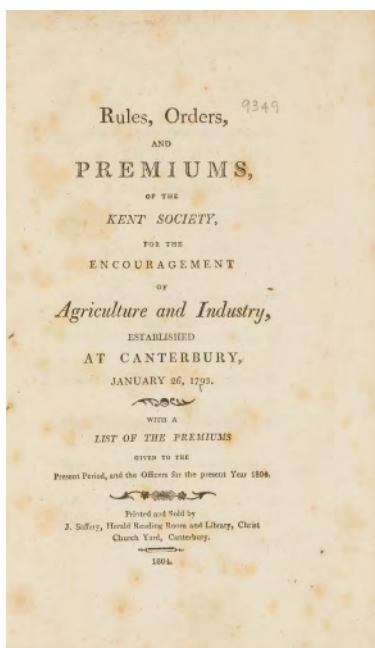 9349
Rules, Orders,
AND
PREMIUMS,
OF THE
KENT SOCIETY,
FOR THE
ENCOURAGEMENT
OF
Agriculture and Industry,
ESTABLISHED
AT CANTERBURY,
JANUARY 26, 1793.
WITH A
LIST OF THE PREMIUMS
GIVEN TO THE
Present Period, and the Officers for the present Year 1804.
Printed and Sold by
J. Saffery, Herald Reading Room and Library, Christ
Church Yard, Canterbury.
1804.